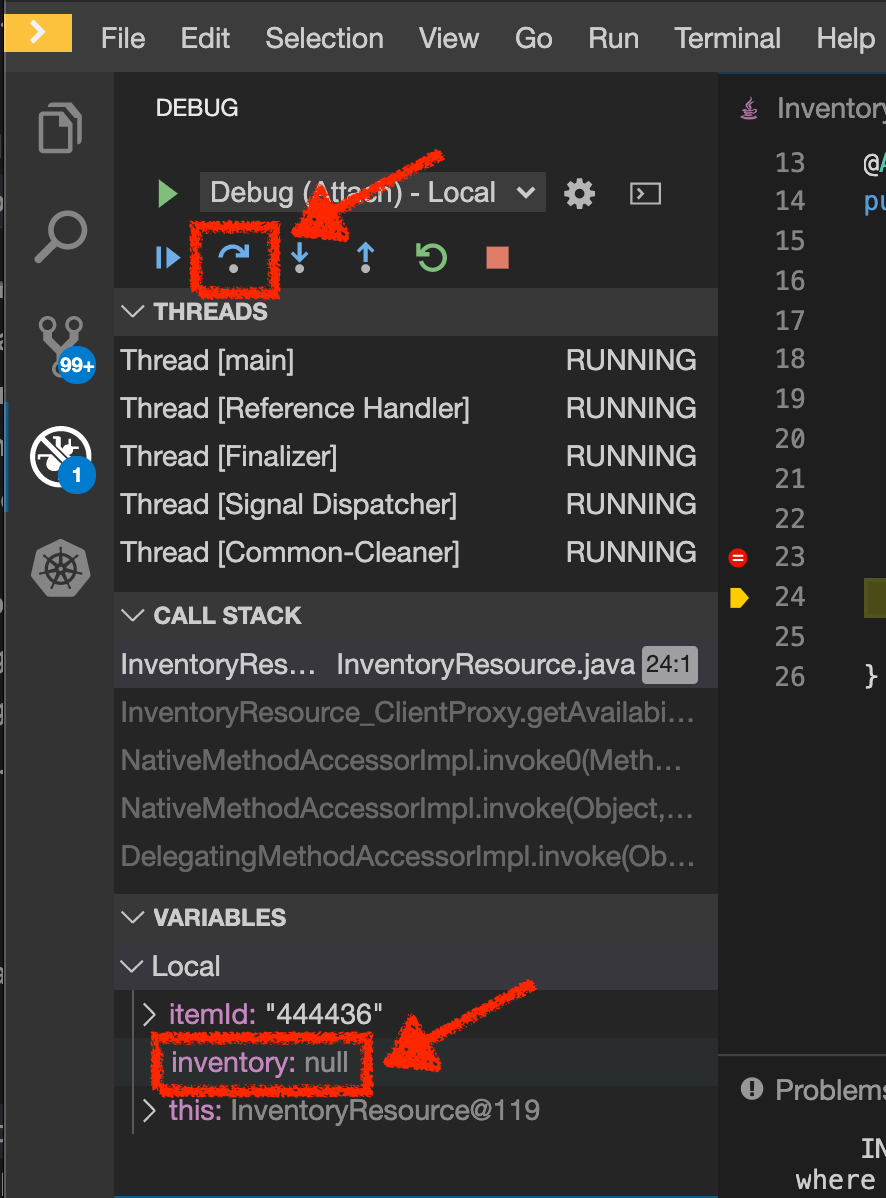 File Edit Selection View Go Run Terminal Help
DEBUG
Debug (Attach) - Local
THREADS
Thread [main] RUNNING
Thread [Reference Handler] RUNNING
Thread [Finalizer] RUNNING
Thread [Signal Dispatcher] RUNNING
Thread [Common-Cleaner] RUNNING
CALL STACK
InventoryRes… InventoryResource.java 24:1
InventoryResource_ClientProxy.getAvailabi…
NativeMethodAccessorImpl.invoke0(Meth…
NativeMethodAccessorImpl.invoke(Object,…
DelegatingMethodAccessorImpl.invoke(Ob…
VARIABLES
Local
itemId: "444436"
inventory: null
this: InventoryResource@119
99+
1
Inventory
13 @
14 pu
15
16
17
18
19
20
21
22
23
24
25
26 }
Problems
IN
where